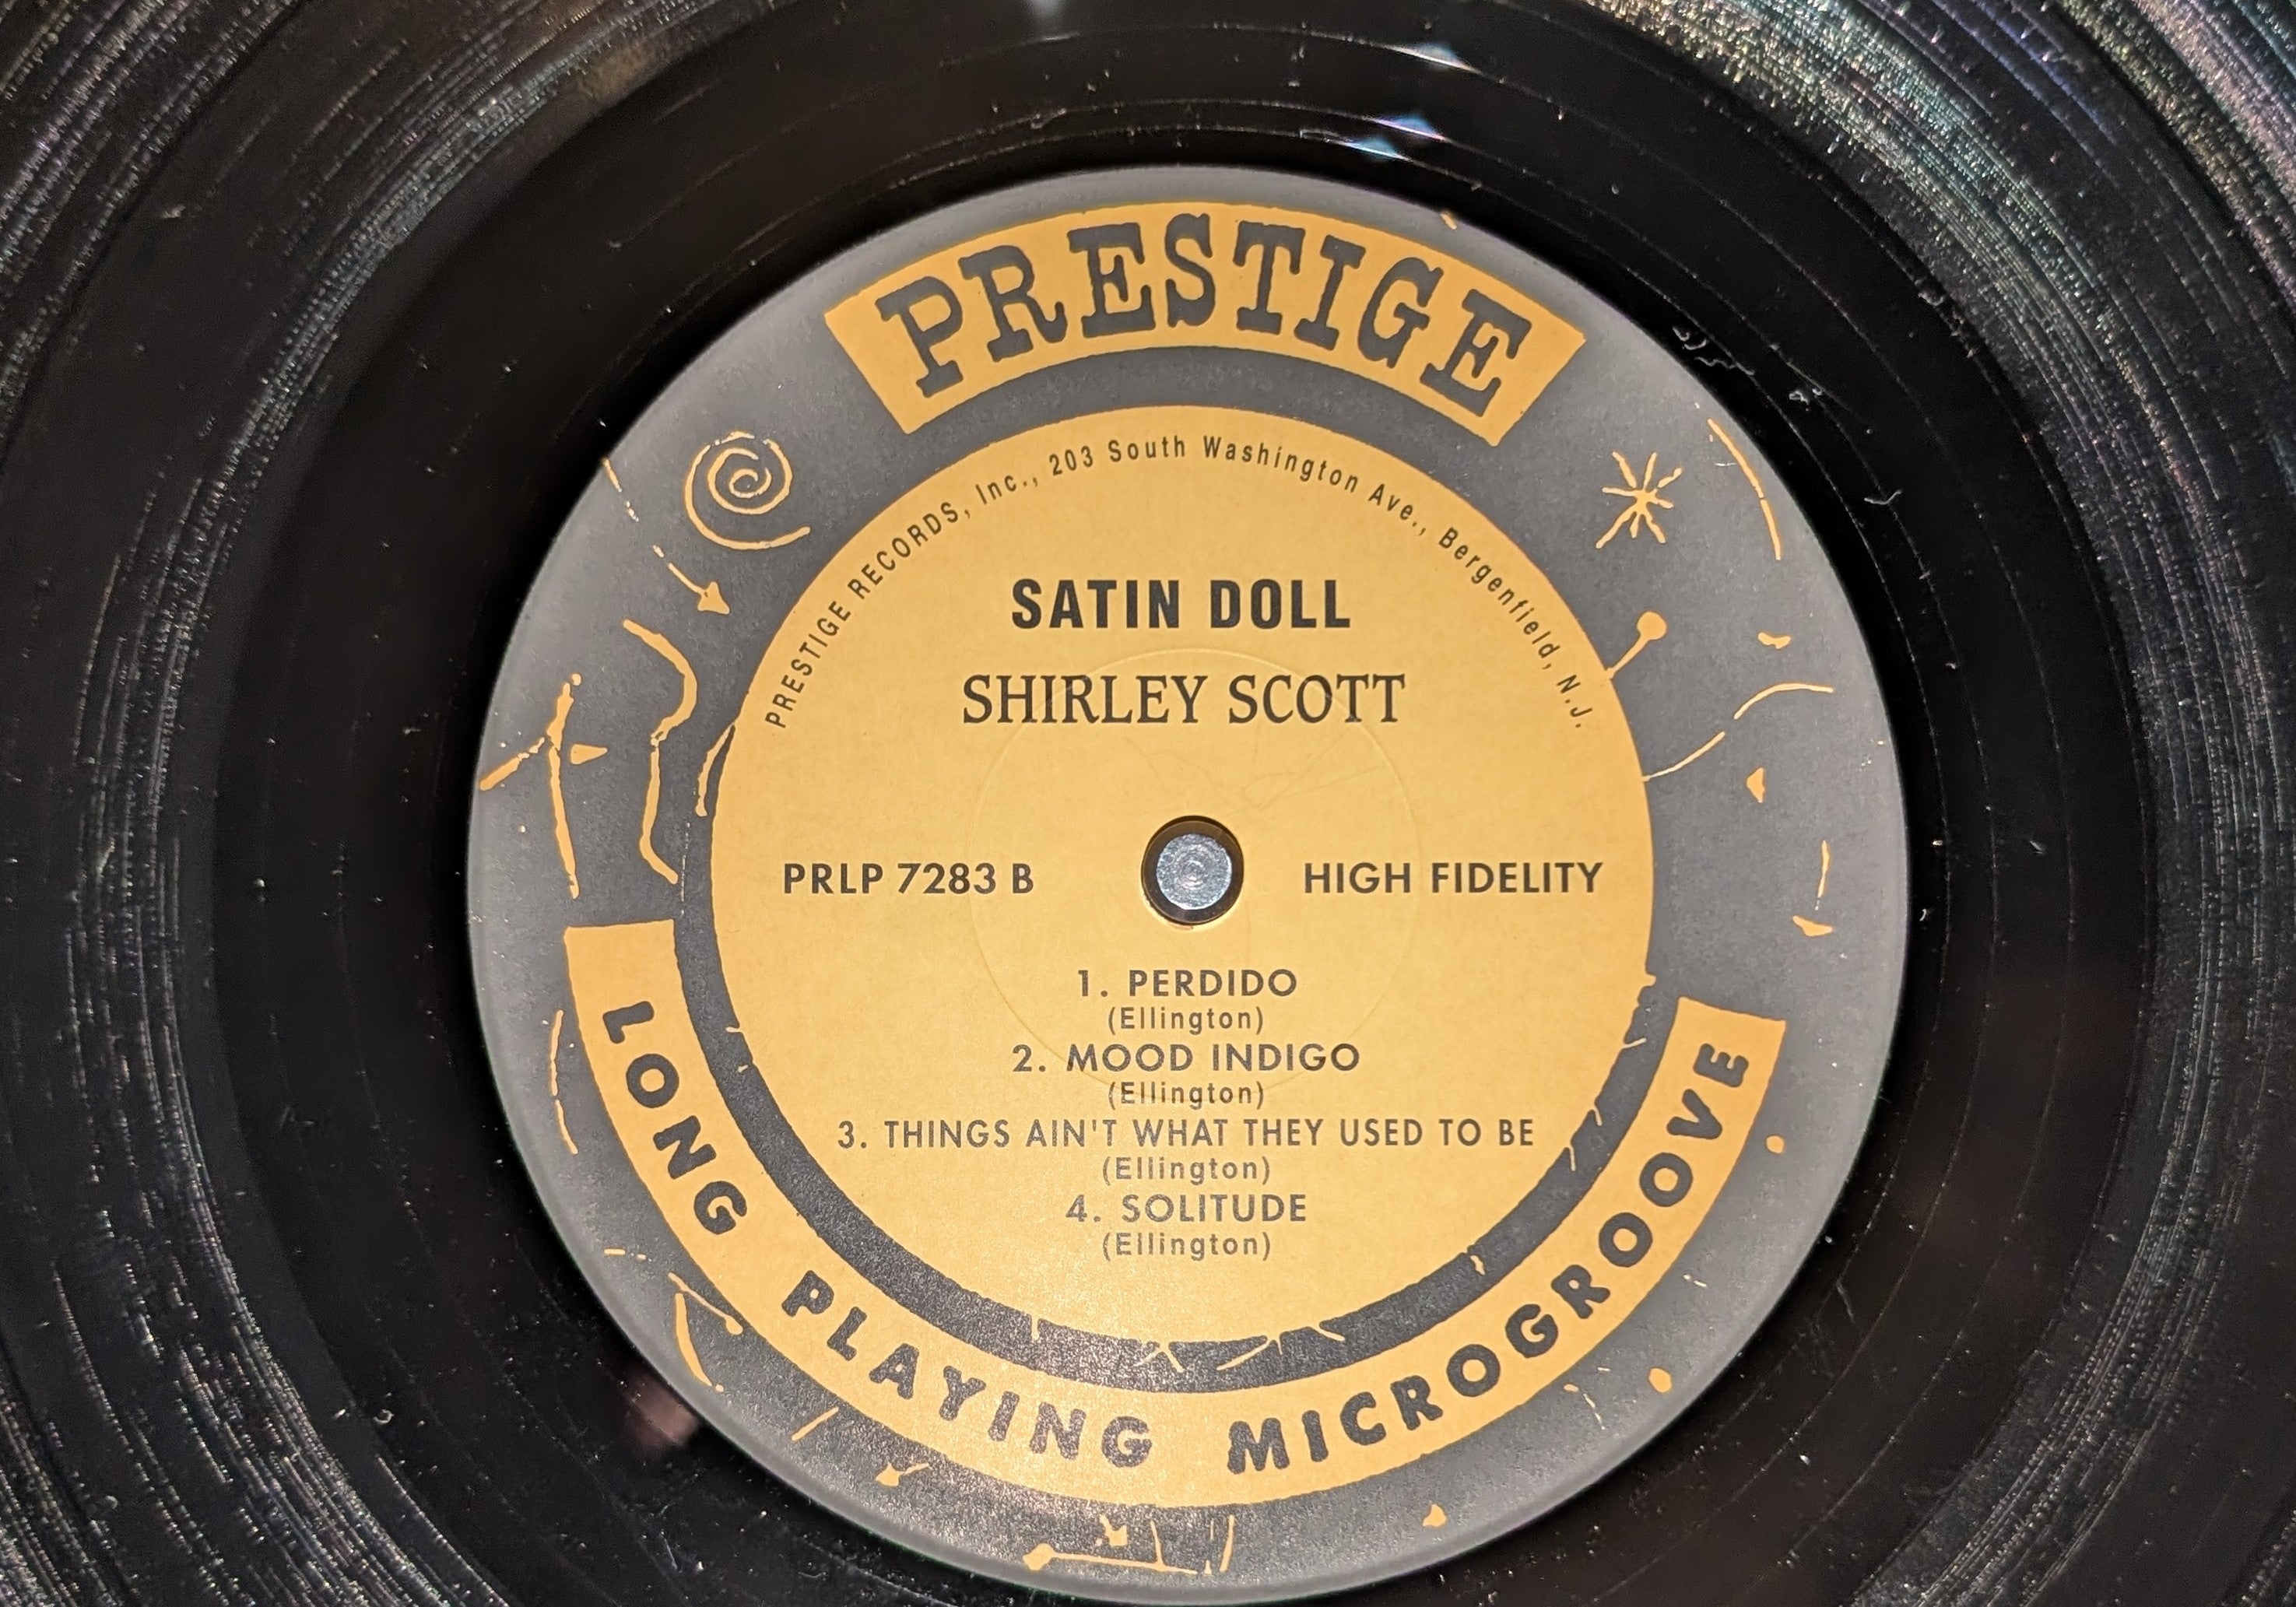 PRESTIGE
PRESTIGE RECORDS, Inc., 203 South Washington Ave., Bergenfield, N.J.
SATIN DOLL
SHIRLEY SCOTT
PRLP 7283 B
HIGH FIDELITY
1. PERDIDO
(Ellington)
2. MOOD INDIGO
(Ellington)
3. THINGS AIN'T WHAT THEY USED TO BE
(Ellington)
4. SOLITUDE
(Ellington)
LONG PLAYING MICROGROOVE